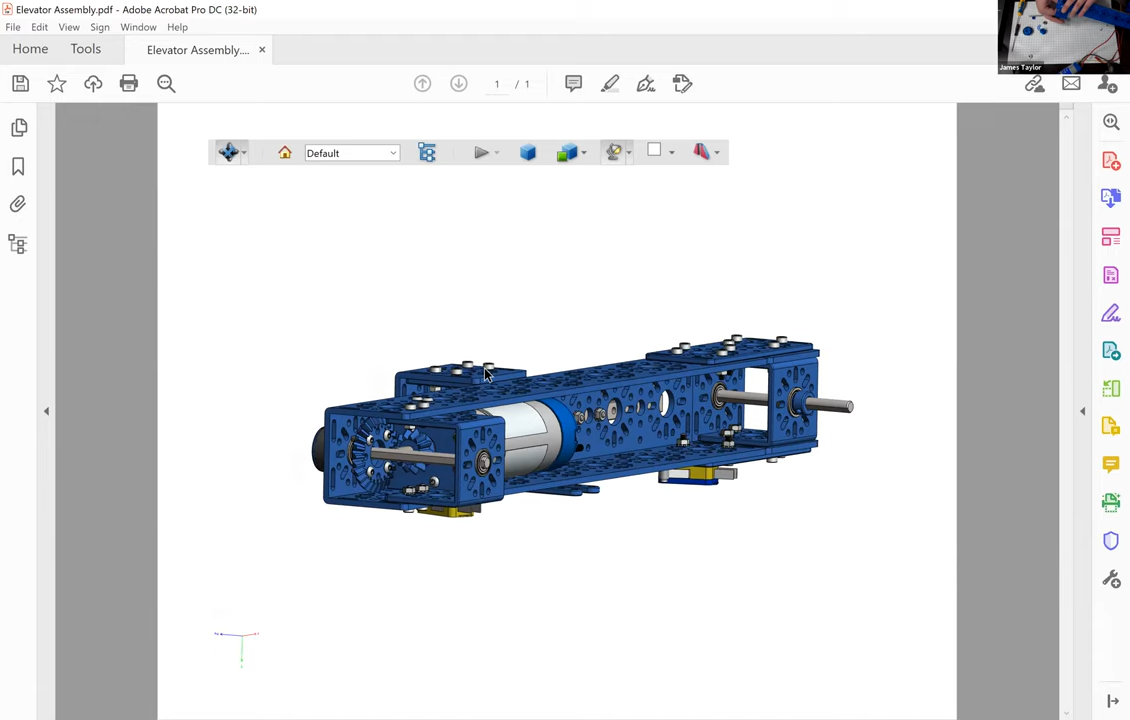 Elevator Assembly.pdf - Adobe Acrobat Pro DC (32-bit)
File Edit View Sign Window Help
Home Tools Elevator Assembly....
1 / 1
James Taylor
Default